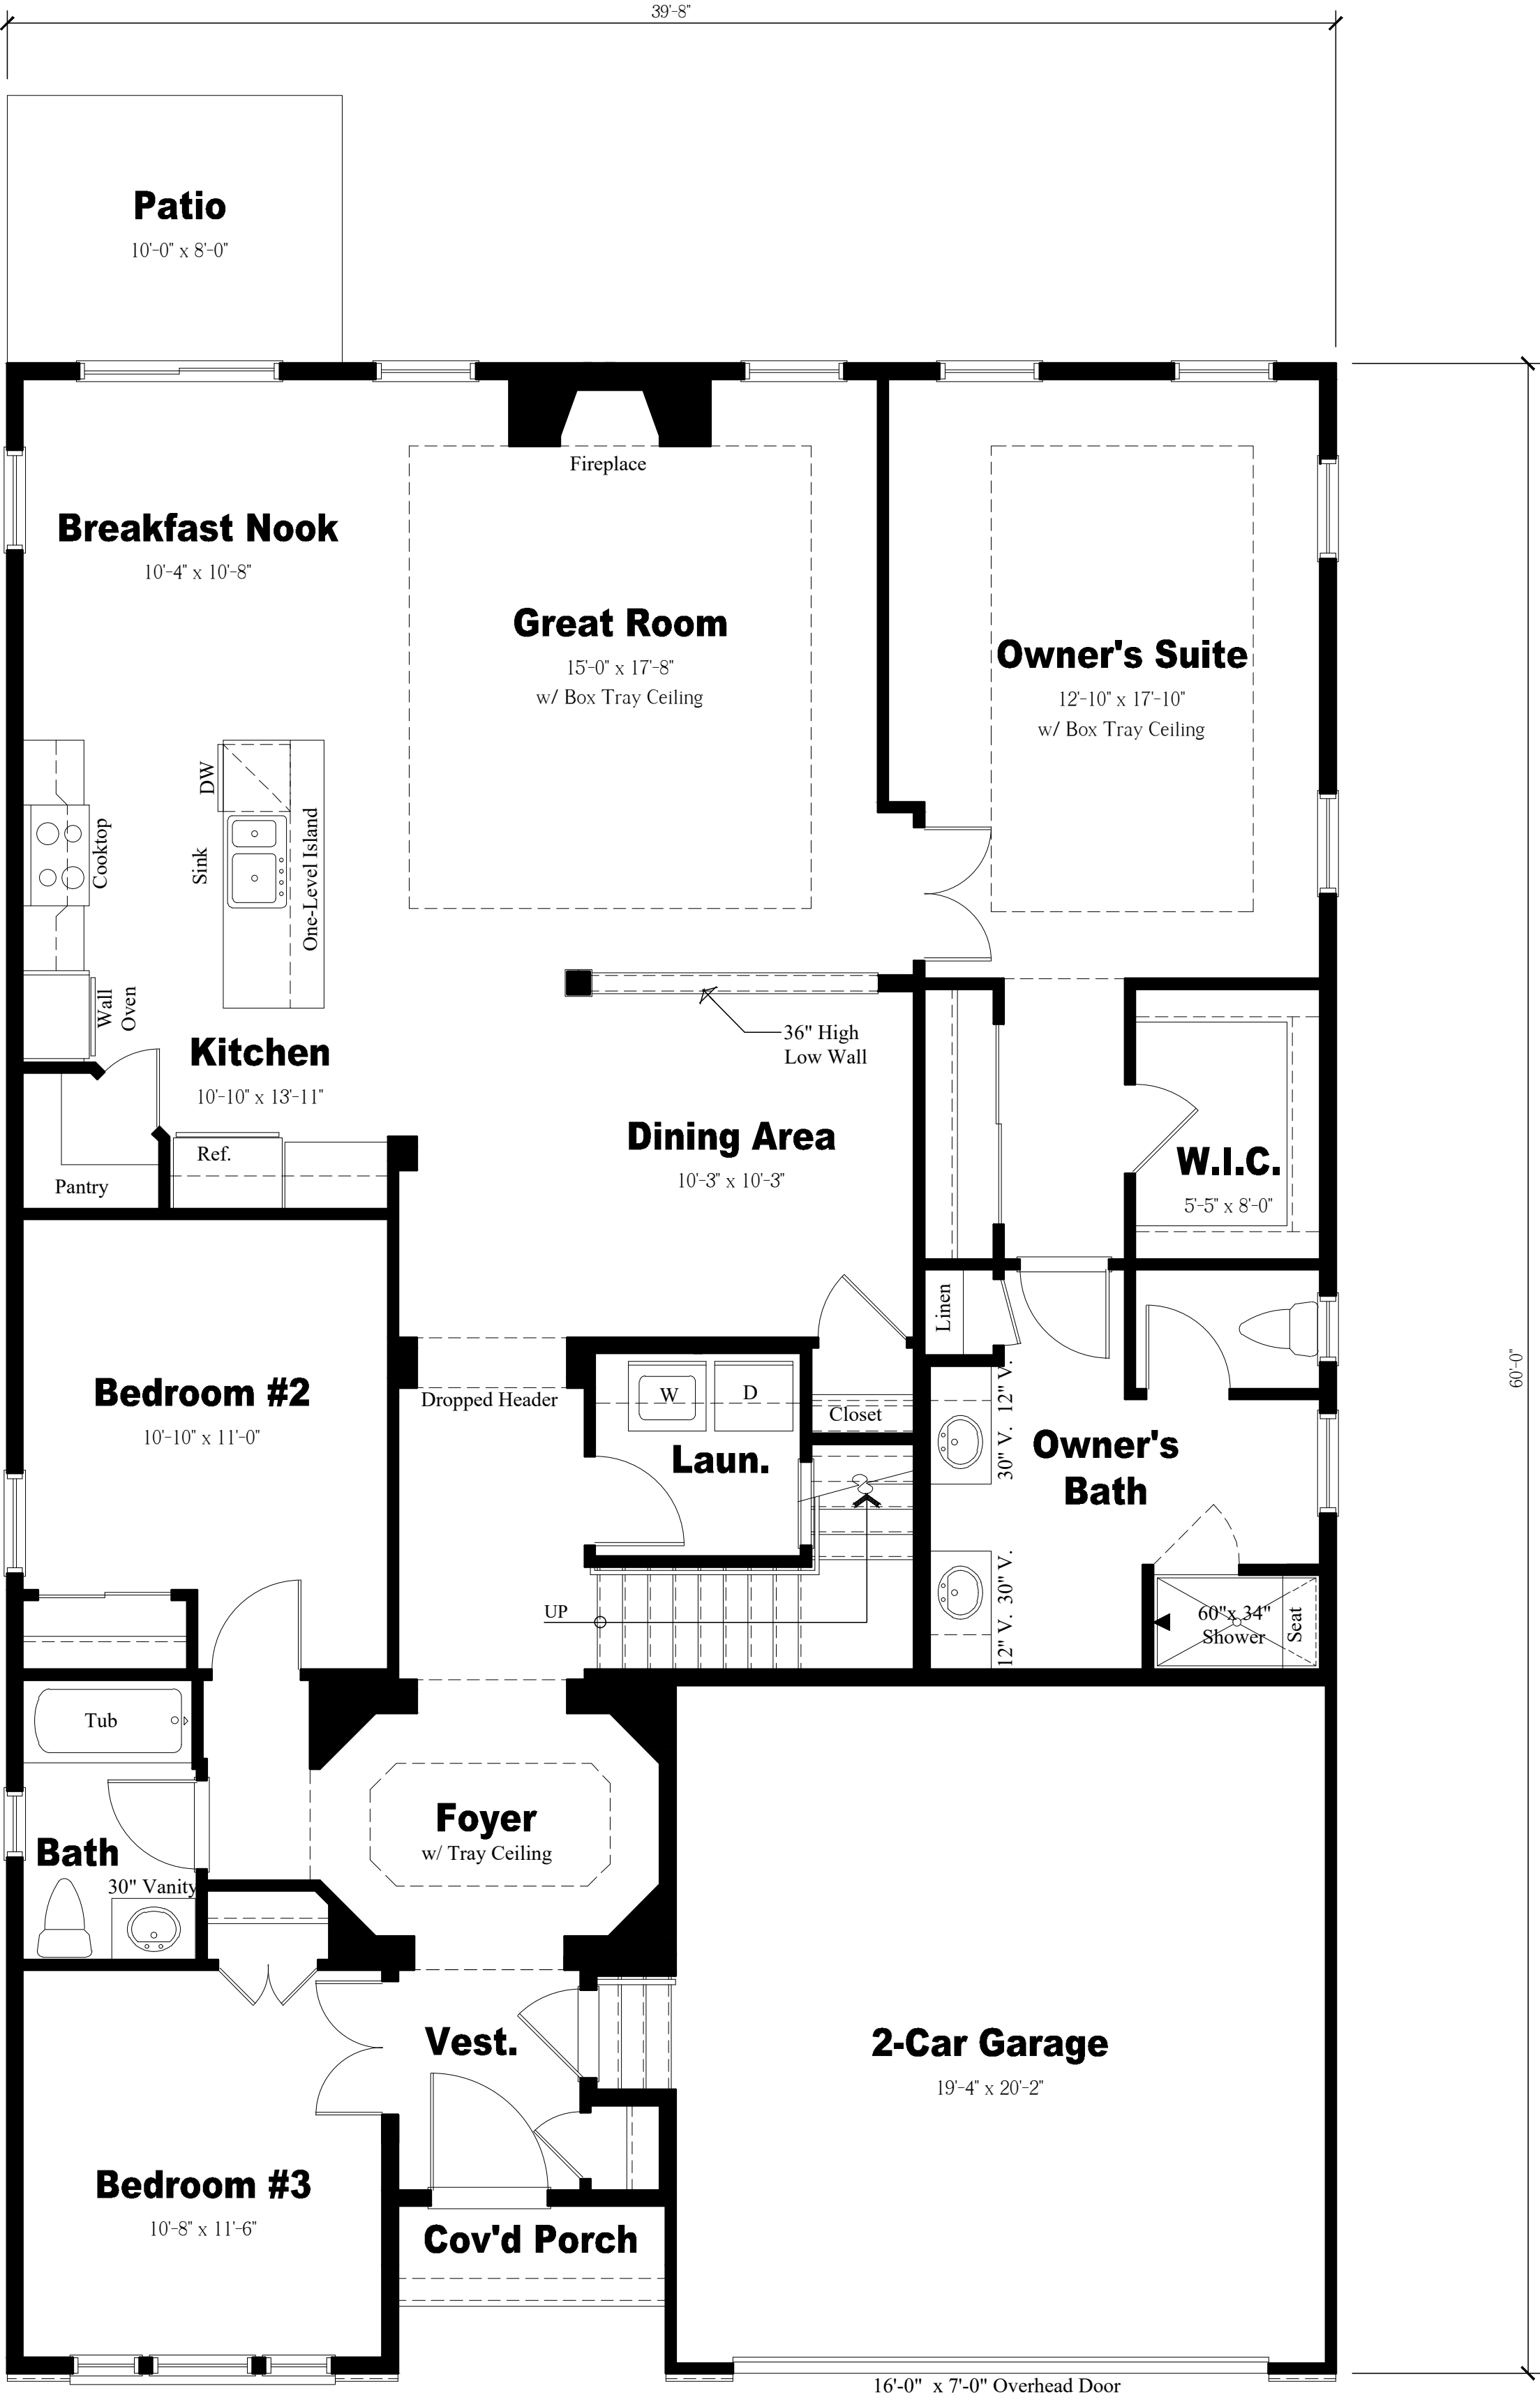 39'-8"
Patio
10'-0" x 8'-0"
Fireplace
Breakfast Nook
10'-4" x 10'-8"
Great Room
15'-0" x 17'-8"
w/ Box Tray Ceiling
Owner's Suite
12'-10" x 17'-10"
w/ Box Tray Ceiling
DW
Sink
One-Level Island
Cooktop
Wall
Oven
Kitchen
10'-10" x 13'-11"
36" High
Low Wall
Dining Area
10'-3" x 10'-3"
W.I.C.
5'-5" x 8'-0"
Ref.
Pantry
Linen
60'-0"
Bedroom #2
10'-10" x 11'-0"
Dropped Header
W
D
Closet
Laun.
30" V. 12" V.
Owner's
Bath
12" V. 30" V.
UP
60"x 34"
Shower
Seat
Tub
Foyer
w/ Tray Ceiling
Bath
30" Vanity
Vest.
2-Car Garage
19'-4" x 20'-2"
Bedroom #3
10'-8" x 11'-6"
Cov'd Porch
16'-0" x 7'-0" Overhead Door